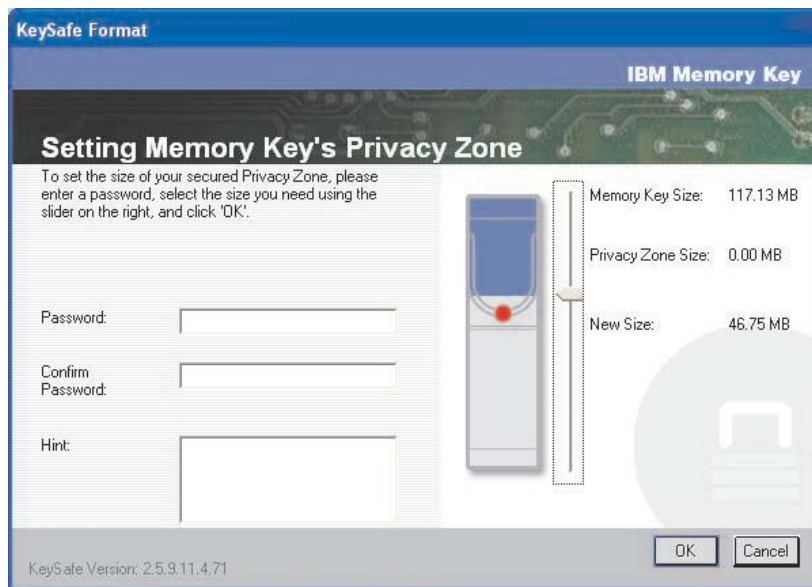 KeySafe Format
IBM Memory Key
Setting Memory Key's Privacy Zone
To set the size of your secured Privacy Zone, please
enter a password, select the size you need using the
slider on the right, and click 'OK'.
Memory Key Size: 117.13 MB
Privacy Zone Size: 0.00 MB
New Size: 46.75 MB
Password:
Confirm
Password:
Hint:
OK Cancel
KeySafe Version: 2.5.9.11.4.71